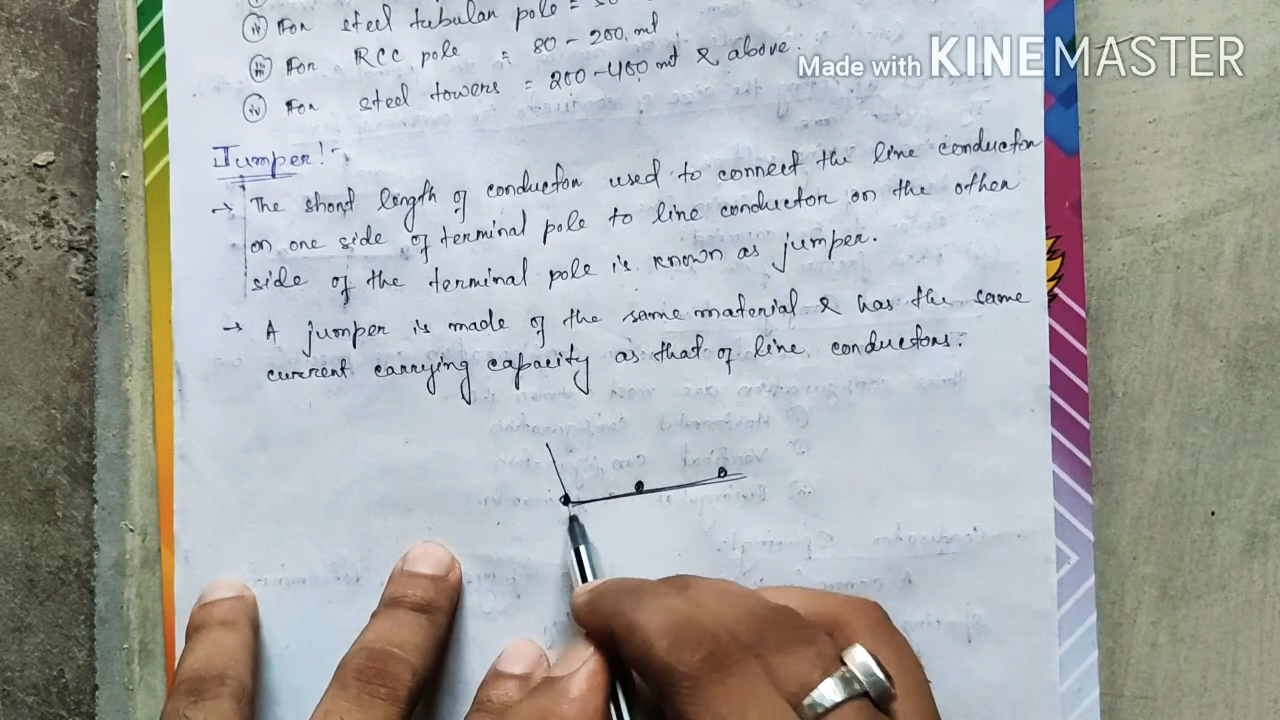 (ii) For steel tubular pole = 50
Made with KINEMASTER
(iii) For RCC pole = 80 - 200 mt
(iv) For steel towers = 200-400 mt & above.
Jumper:-
→ The short length of conductor used to connect the line conductor
on one side of terminal pole to line conductor on the other
side of the terminal pole is known as jumper.
→ A jumper is made of the same material & has the same
current carrying capacity as that of line conductors.